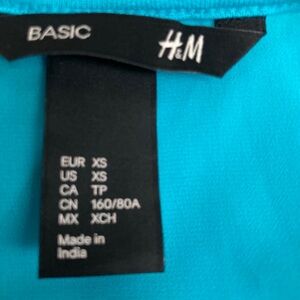 BASIC H&M
EUR XS
US XS
CA TP
CN 160/80A
MX XCH
Made in
India